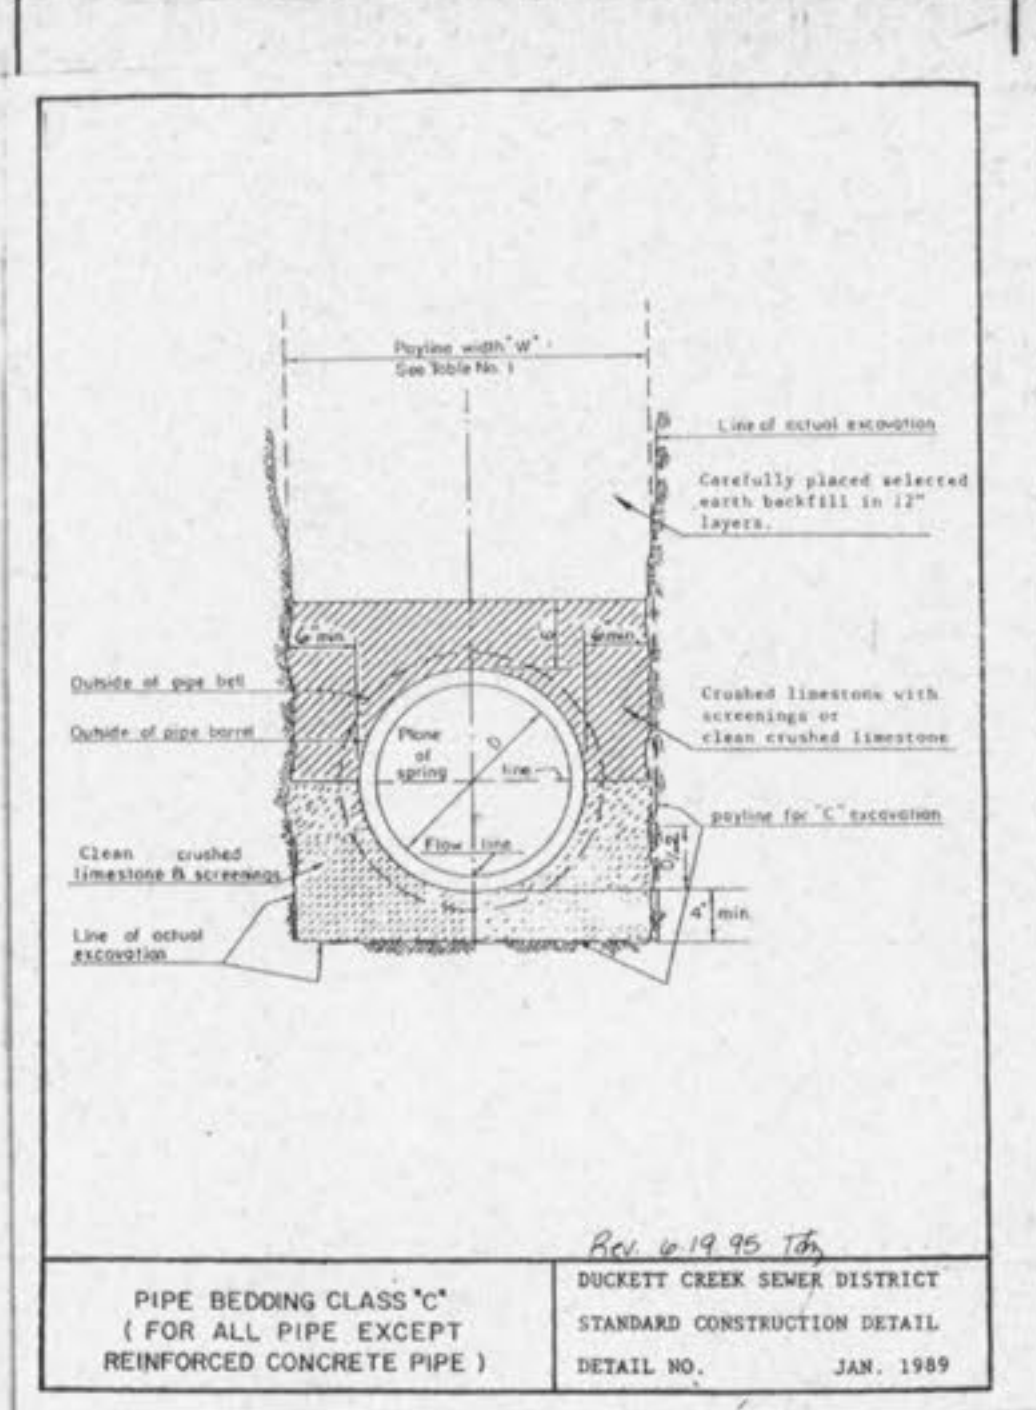 Payline width "W"
See Table No. 1
Line of actual excavation
Carefully placed selected
earth backfill in 12"
layers.
6" min.
6"
6 min.
Outside of pipe bell
Outside of pipe barrel
Plane
of
spring
line
D
Flow line
Crushed limestone with
screenings or
clean crushed limestone
payline for "C" excavation
Clean crushed
limestone & screenings
D/2
4" min.
Line of actual
excavation
Rev. 6-19-95
PIPE BEDDING CLASS "C"
( FOR ALL PIPE EXCEPT
REINFORCED CONCRETE PIPE )
DUCKETT CREEK SEWER DISTRICT
STANDARD CONSTRUCTION DETAIL
DETAIL NO. JAN. 1989